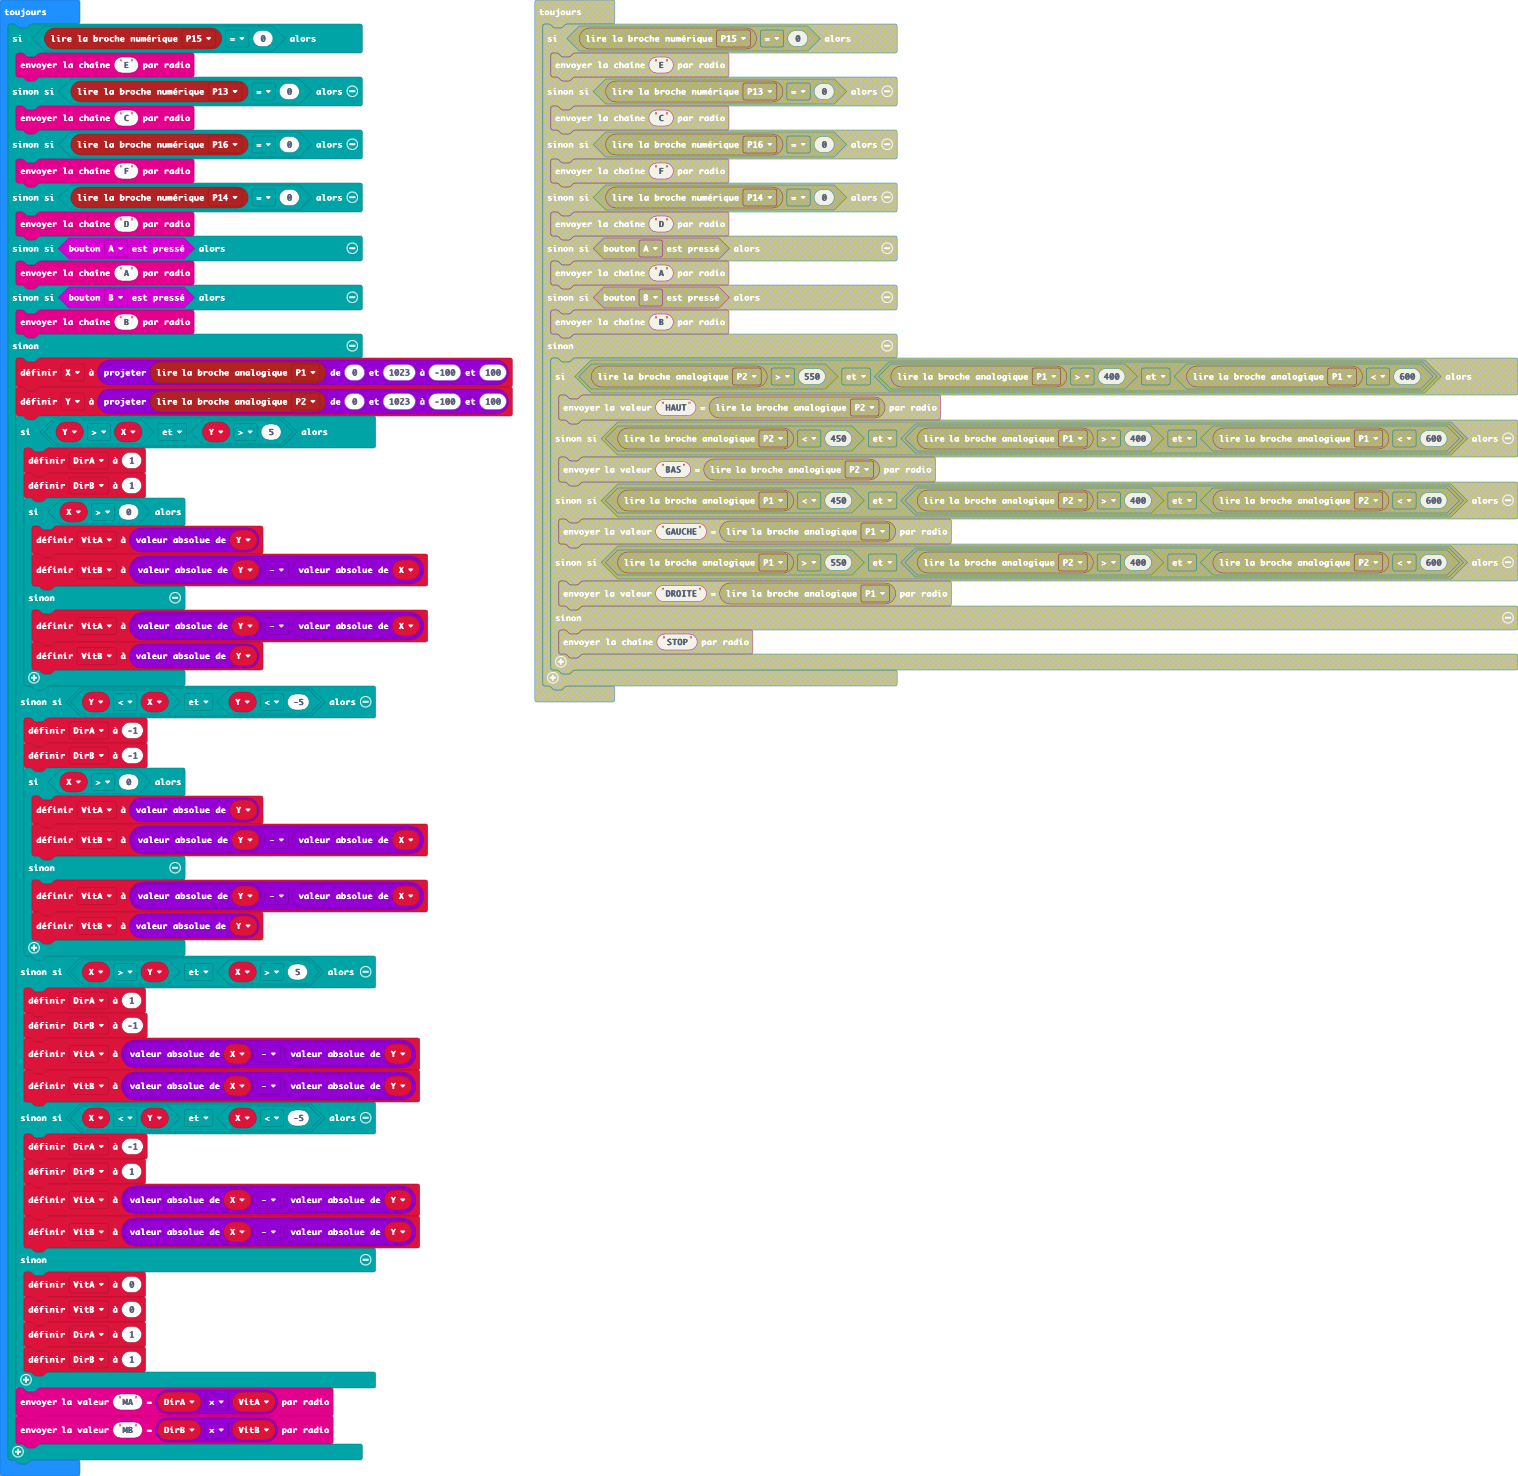 toujours
si lire la broche numérique P15 = 0 alors
envoyer la chaîne "E" par radio
sinon si lire la broche numérique P13 = 0 alors
envoyer la chaîne "C" par radio
sinon si lire la broche numérique P16 = 0 alors
envoyer la chaîne "F" par radio
sinon si lire la broche numérique P14 = 0 alors
envoyer la chaîne "D" par radio
sinon si bouton A est pressé alors
envoyer la chaîne "A" par radio
sinon si bouton B est pressé alors
envoyer la chaîne "B" par radio
sinon
définir X à projeter lire la broche analogique P1 de 0 et 1023 à -100 et 100
définir Y à projeter lire la broche analogique P2 de 0 et 1023 à -100 et 100
si Y > X et Y > 5 alors
définir DirA à 1
définir DirB à 1
si X > 0 alors
définir VitA à valeur absolue de Y
définir VitB à valeur absolue de Y - valeur absolue de X
sinon
définir VitA à valeur absolue de Y - valeur absolue de X
définir VitB à valeur absolue de Y
sinon si Y < X et Y < -5 alors
définir DirA à -1
définir DirB à -1
si X > 0 alors
définir VitA à valeur absolue de Y
définir VitB à valeur absolue de Y - valeur absolue de X
sinon
définir VitA à valeur absolue de Y - valeur absolue de X
définir VitB à valeur absolue de Y
sinon si X > Y et X > 5 alors
définir DirA à 1
définir DirB à -1
définir VitA à valeur absolue de X - valeur absolue de Y
définir VitB à valeur absolue de X - valeur absolue de Y
sinon si X < Y et X < -5 alors
définir DirA à -1
définir DirB à 1
définir VitA à valeur absolue de X - valeur absolue de Y
définir VitB à valeur absolue de X - valeur absolue de Y
sinon
définir VitA à 0
définir VitB à 0
définir DirA à 1
définir DirB à 1
envoyer la valeur "MA" = DirA × VitA par radio
envoyer la valeur "MB" = DirB × VitB par radio
toujours
si lire la broche numérique P15 = 0 alors
envoyer la chaîne "E" par radio
sinon si lire la broche numérique P13 = 0 alors
envoyer la chaîne "C" par radio
sinon si lire la broche numérique P16 = 0 alors
envoyer la chaîne "F" par radio
sinon si lire la broche numérique P14 = 0 alors
envoyer la chaîne "D" par radio
sinon si bouton A est pressé alors
envoyer la chaîne "A" par radio
sinon si bouton B est pressé alors
envoyer la chaîne "B" par radio
sinon
si lire la broche analogique P2 > 550 et lire la broche analogique P1 > 400 et lire la broche analogique P1 < 600 alors
envoyer la valeur "HAUT" = lire la broche analogique P2 par radio
sinon si lire la broche analogique P2 < 450 et lire la broche analogique P1 > 400 et lire la broche analogique P1 < 600 alors
envoyer la valeur "BAS" = lire la broche analogique P2 par radio
sinon si lire la broche analogique P1 < 450 et lire la broche analogique P2 > 400 et lire la broche analogique P2 < 600 alors
envoyer la valeur "GAUCHE" = lire la broche analogique P1 par radio
sinon si lire la broche analogique P1 > 550 et lire la broche analogique P2 > 400 et lire la broche analogique P2 < 600 alors
envoyer la valeur "DROITE" = lire la broche analogique P1 par radio
sinon
envoyer la chaîne "STOP" par radio